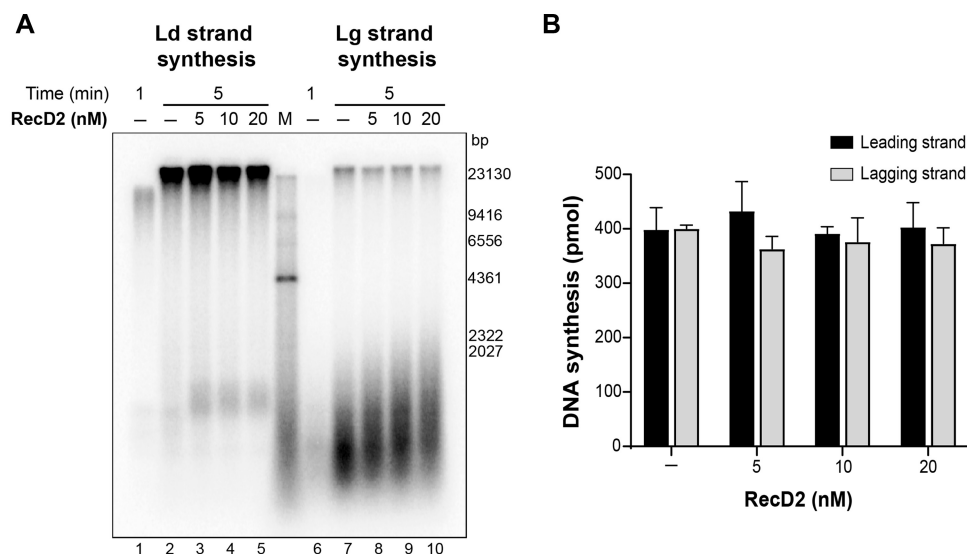 A
Ld strand
synthesis
Lg strand
synthesis
Time (min) 1 5 1 5
RecD2 (nM) – – 5 10 20 M – – 5 10 20
bp
23130
9416
6556
4361
2322
2027
1 2 3 4 5 6 7 8 9 10
B
Leading strand
Lagging strand
DNA synthesis (pmol)
500
400
300
200
100
0
– 5 10 20
RecD2 (nM)